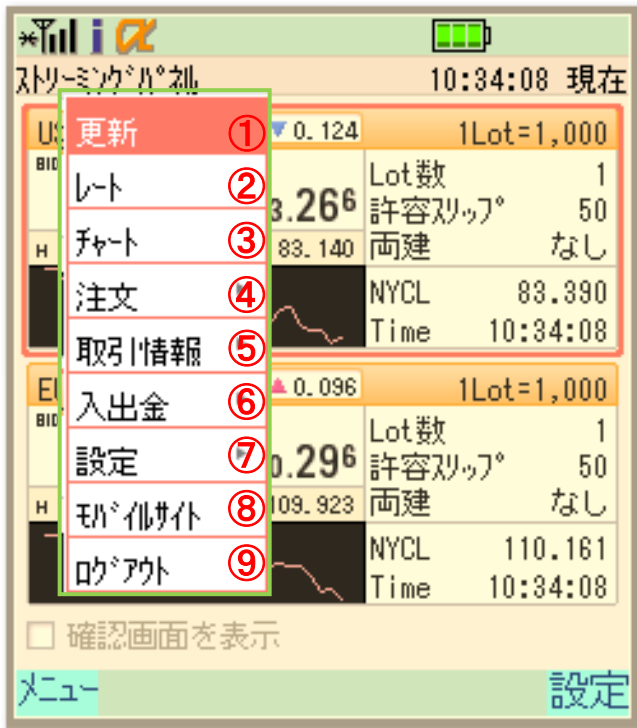 ｽﾄﾘｰﾐﾝｸﾞﾊﾟﾈﾙ 10:34:08 現在
▼0.124 1Lot=1,000
更新 ①
BID
ﾚｰﾄ ②
3.266 Lot数 1
許容ｽﾘｯﾌﾟ 50
ﾁｬｰﾄ ③
H 83.140 両建 なし
注文 ④
NYCL 83.390
取引情報 ⑤
Time 10:34:08
▲0.096 1Lot=1,000
入出金 ⑥
BID
Lot数 1
設定 ⑦
0.296 許容ｽﾘｯﾌﾟ 50
ﾓﾊﾞｲﾙｻｲﾄ ⑧
H 109.923 両建 なし
ﾛｸﾞｱｳﾄ ⑨
NYCL 110.161
Time 10:34:08
確認画面を表示
ﾒﾆｭｰ 設定